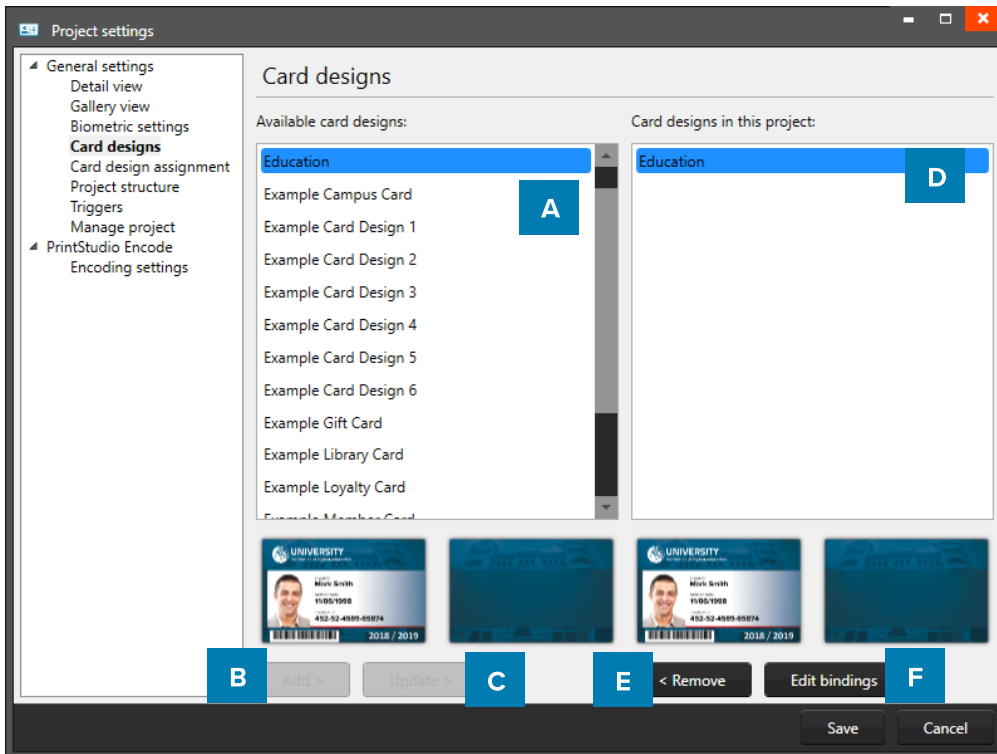 Project settings
General settings
Detail view
Gallery view
Biometric settings
Card designs
Card design assignment
Project structure
Triggers
Manage project
PrintStudio Encode
Encoding settings
Card designs
Available card designs:
Education
Example Campus Card
Example Card Design 1
Example Card Design 2
Example Card Design 3
Example Card Design 4
Example Card Design 5
Example Card Design 6
Example Gift Card
Example Library Card
Example Loyalty Card
Example Member Card
A
Card designs in this project:
Education
D
UNIVERSITY
Mark Smith
11/05/1998
452-52-4589-65874
2018 / 2019
UNIVERSITY
Mark Smith
11/05/1998
452-52-4589-65874
2018 / 2019
B
Add >
Update >
C
E
< Remove
Edit bindings
F
Save
Cancel